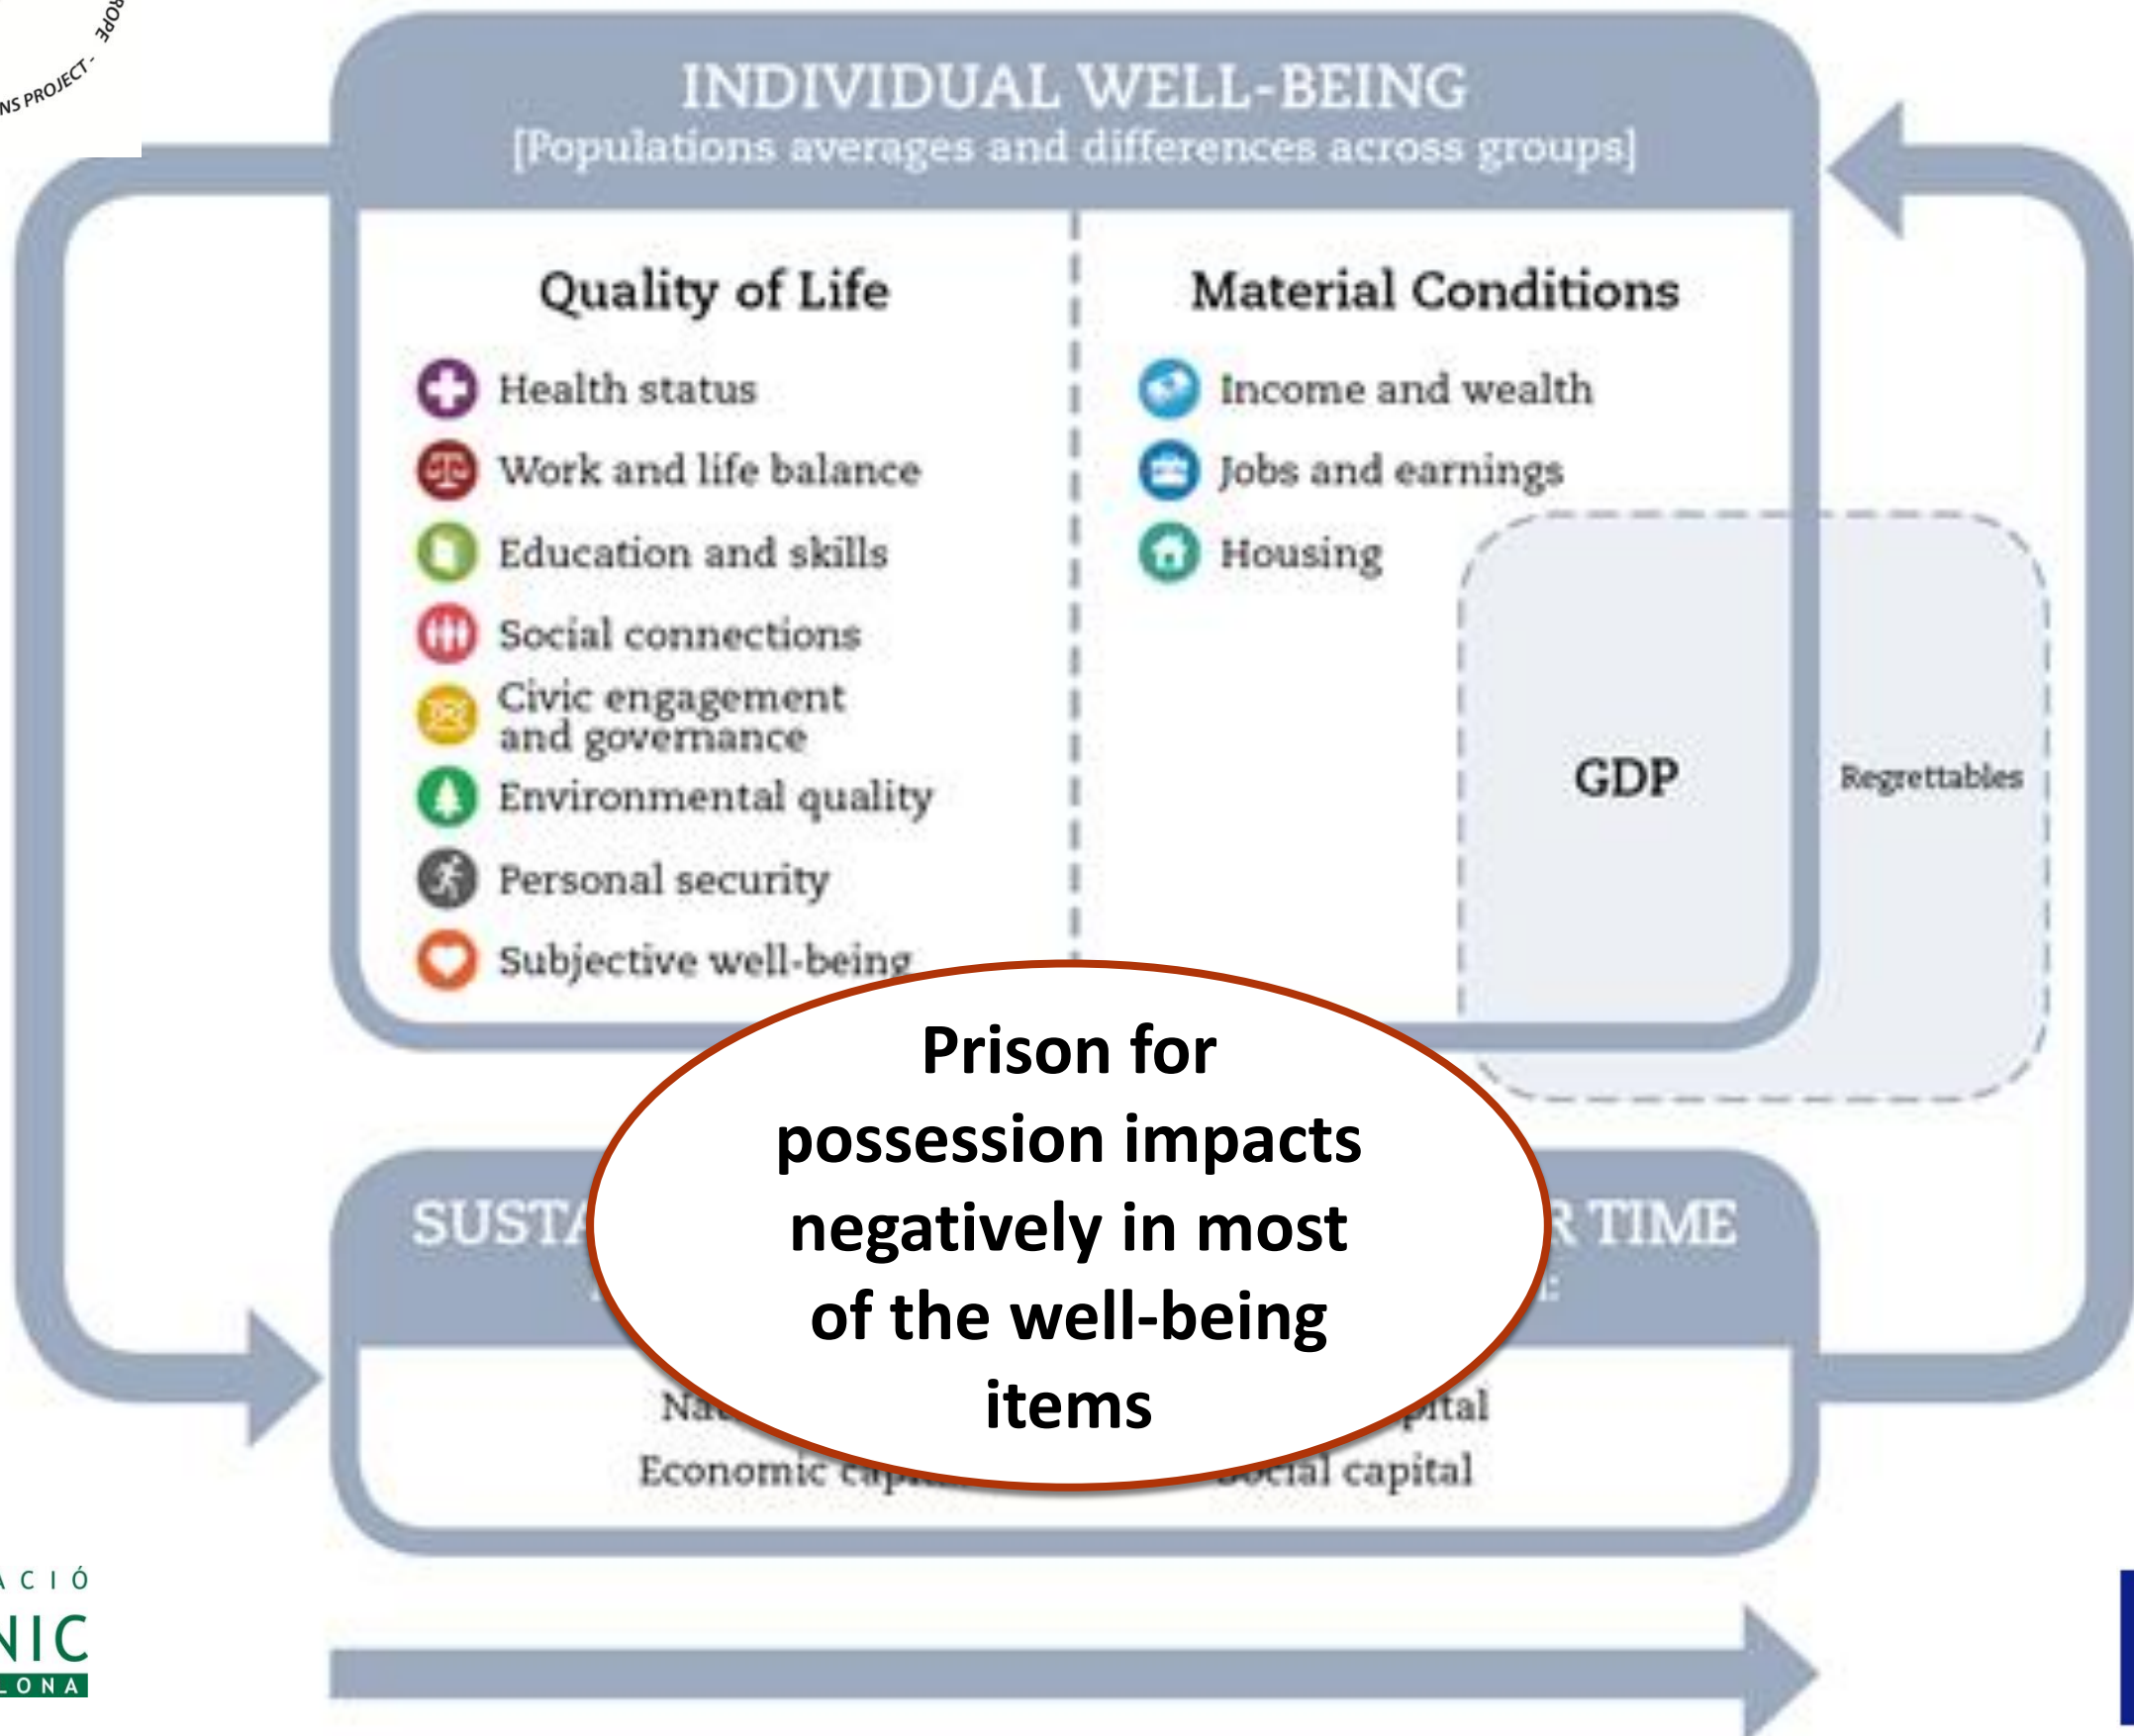 NS PROJECT -
INDIVIDUAL WELL-BEING
[Populations averages and differences across groups]
Quality of Life
Health status
Work and life balance
Education and skills
Social connections
Civic engagement
and governance
Environmental quality
Personal security
Subjective well-being
Material Conditions
Income and wealth
Jobs and earnings
Housing
GDP
Regrettables
Prison for
possession impacts
negatively in most
of the well-being
items
TIME
Economic
Social capital
NIC